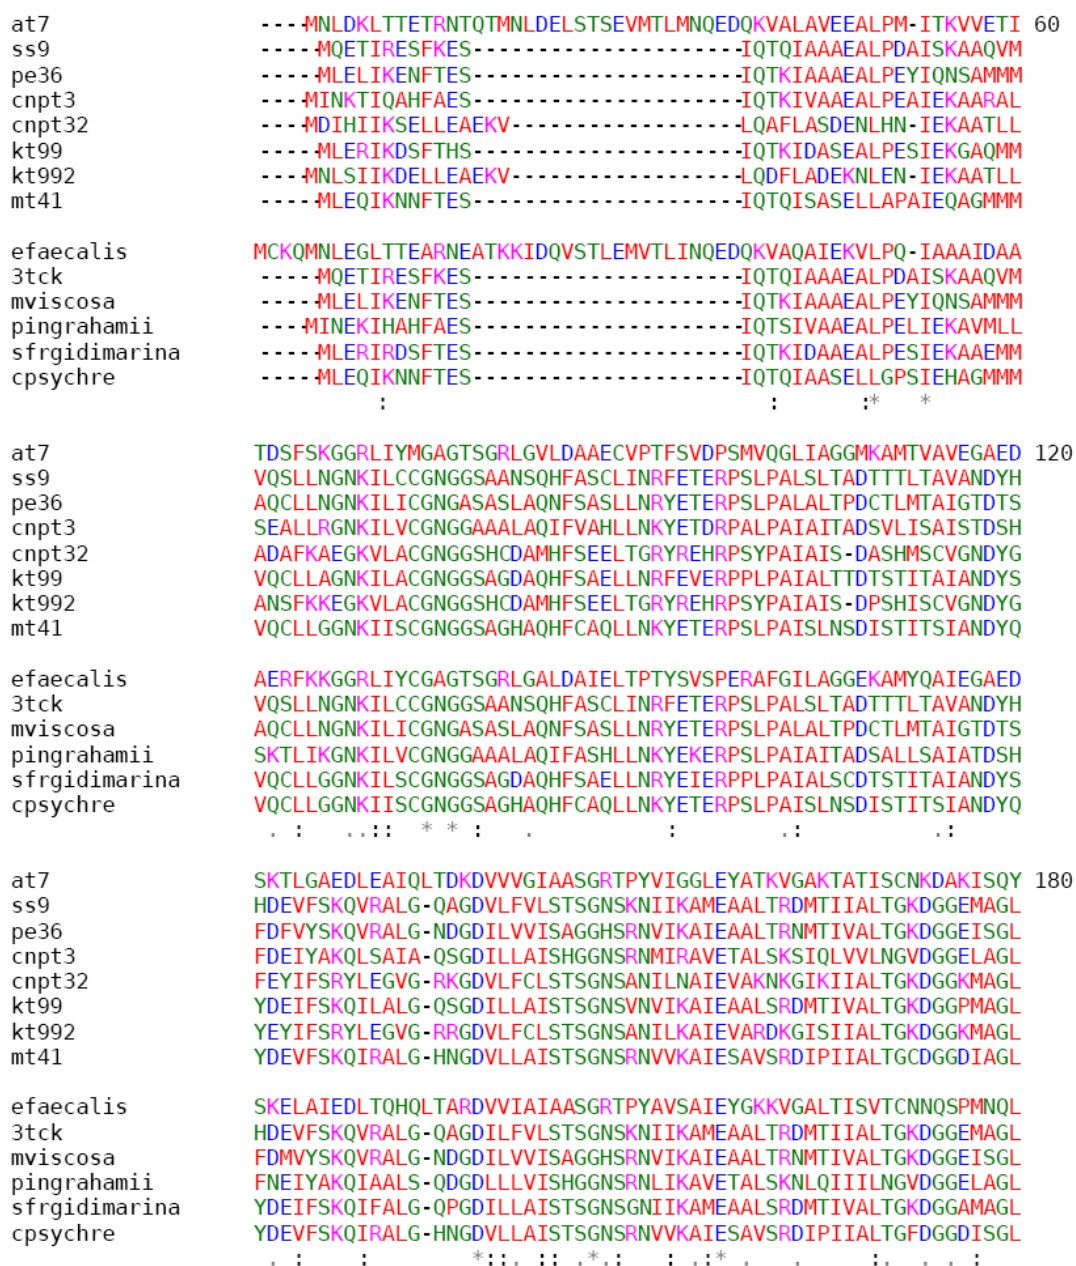 at7 ----MNLDKLTTETRNTQTMNLDELSTSEVMTLMNQEDQKVALAVEEALPM-ITKVVETI 60
ss9 -----MQETIRESFKES---------------------IQTQIAAAEALPDAISKAAQVM
pe36 -----MLELIKENFTES---------------------IQTKIAAAEALPEYIQNSAMMM
cnpt3 ----MINKTIQAHFAES---------------------IQTKIVAAEALPEAIEKAARAL
cnpt32 ----MDIHIIKSELLEAEKV------------------LQAFLASDENLHN-IEKAATLL
kt99 -----MLERIKDSFTHS---------------------IQTKIDASEALPESIEKGAQMM
kt992 ----MNLSIIKDELLEAEKV------------------LQDFLADEKNLEN-IEKAATLL
mt41 -----MLEQIKNNFTES---------------------IQTQISASELLAPAIEQAGMMM
efaecalis MCKQMNLEGLTTEARNEATKKIDQVSTLEMVTLINQEDQKVAQAIEKVLPQ-IAAAIDAA
3tck -----MQETIRESFKES---------------------IQTQIAAAEALPDAISKAAQVM
mviscosa -----MLELIKENFTES---------------------IQTKIAAAEALPEYIQNSAMMM
pingrahamii ----MINEKIHAHFAES---------------------IQTSIVAAEALPELIEKAVMLL
sfrgidimarina -----MLERIRDSFTES---------------------IQTKIDAAEALPESIEKAAEMM
cpsychre -----MLEQIKNNFTES---------------------IQTQIAASELLGPSIEHAGMMM
: : :* *
at7 TDSFSKGGRLIYMGAGTSGRLGVLDAAECVPTFSVDPSMVQGLIAGGMKAMTVAVEGAED 120
ss9 VQSLLNGNKILCCGNGGSAANSQHFASCLINRFETERPSLPALSLTADTTTLTAVANDYH
pe36 AQCLLNGNKILICGNGASASLAQNFSASLLNRYETERPSLPALALTPDCTLMTAIGTDTS
cnpt3 SEALLRGNKILVCGNGGAAALAQIFVAHLLNKYETDRPALPAIAITADSVLISAISTDSH
cnpt32 ADAFKAEGKVLACGNGGSHCDAMHFSEELTGRYREHRPSYPAIAIS-DASHMSCVGNDYG
kt99 VQCLLAGNKILACGNGGSAGDAQHFSAELLNRFEVERPPLPAIALTTDTSTITAIANDYS
kt992 ANSFKKEGKVLACGNGGSHCDAMHFSEELTGRYREHRPSYPAIAIS-DPSHISCVGNDYG
mt41 VQCLLGGNKIISCGNGGSAGHAQHFCAQLLNKYETERPSLPAISLNSDISTITSIANDYQ
efaecalis AERFKKGGRLIYCGAGTSGRLGALDAIELTPTYSVSPERAFGILAGGEKAMYQAIEGAED
3tck VQSLLNGNKILCCGNGGSAANSQHFASCLINRFETERPSLPALSLTADTTTLTAVANDYH
mviscosa AQCLLNGNKILICGNGASASLAQNFSASLLNRYETERPSLPALALTPDCTLMTAIGTDTS
pingrahamii SKTLIKGNKILVCGNGGAAALAQIFASHLLNKYEKERPSLPAIAITADSALLSAIATDSH
sfrgidimarina VQCLLGGNKILSCGNGGSAGDAQHFSAELLNRYEIERPPLPAIALSCDTSTITAIANDYS
cpsychre VQCLLGGNKIISCGNGGSAGHAQHFCAQLLNKYETERPSLPAISLNSDISTITSIANDYQ
. : ..:: * * : . : .: .:
at7 SKTLGAEDLEAIQLTDKDVVVGIAASGRTPYVIGGLEYATKVGAKTATISCNKDAKISQY 180
ss9 HDEVFSKQVRALG-QAGDVLFVLSTSGNSKNIIKAMEAALTRDMTIIALTGKDGGEMAGL
pe36 FDFVYSKQVRALG-NDGDILVVISAGGHSRNVIKAIEAALTRNMTIVALTGKDGGEISGL
cnpt3 FDEIYAKQLSAIA-QSGDILLAISHGGNSRNMIRAVETALSKSIQLVVLNGVDGGELAGL
cnpt32 FEYIFSRYLEGVG-RKGDVLFCLSTSGNSANILNAIEVAKNKGIKIIALTGKDGGKMAGL
kt99 YDEIFSKQILALG-QSGDILLAISTSGNSVNVIKAIEAALSRDMTIVALTGKDGGPMAGL
kt992 YEYIFSRYLEGVG-RRGDVLFCLSTSGNSANILKAIEVARDKGISIIALTGKDGGKMAGL
mt41 YDEVFSKQIRALG-HNGDVLLAISTSGNSRNVVKAIESAVSRDIPIIALTGCDGGDIAGL
efaecalis SKELAIEDLTQHQLTARDVVIAIAASGRTPYAVSAIEYGKKVGALTISVTCNNQSPMNQL
3tck HDEVFSKQVRALG-QAGDILFVLSTSGNSKNIIKAMEAALTRDMTIIALTGKDGGEMAGL
mviscosa FDMVYSKQVRALG-NDGDILVVISAGGHSRNVIKAIEAALTRNMTIVALTGKDGGEISGL
pingrahamii FNEIYAKQIAALS-QDGDLLLVISHGGNSRNLIKAVETALSKNLQIIILNGVDGGELAGL
sfrgidimarina YDEIFSKQIFALG-QPGDILLAISTSGNSGNIIKAMEAALSRDMTIVALTGKDGGAMAGL
cpsychre YDEVFSKQIRALG-HNGDVLLAISTSGNSRNVVKAIESAVSRDIPIIALTGFDGGDISGL
. : : *::. :: .*.: : .:* . :. . . :